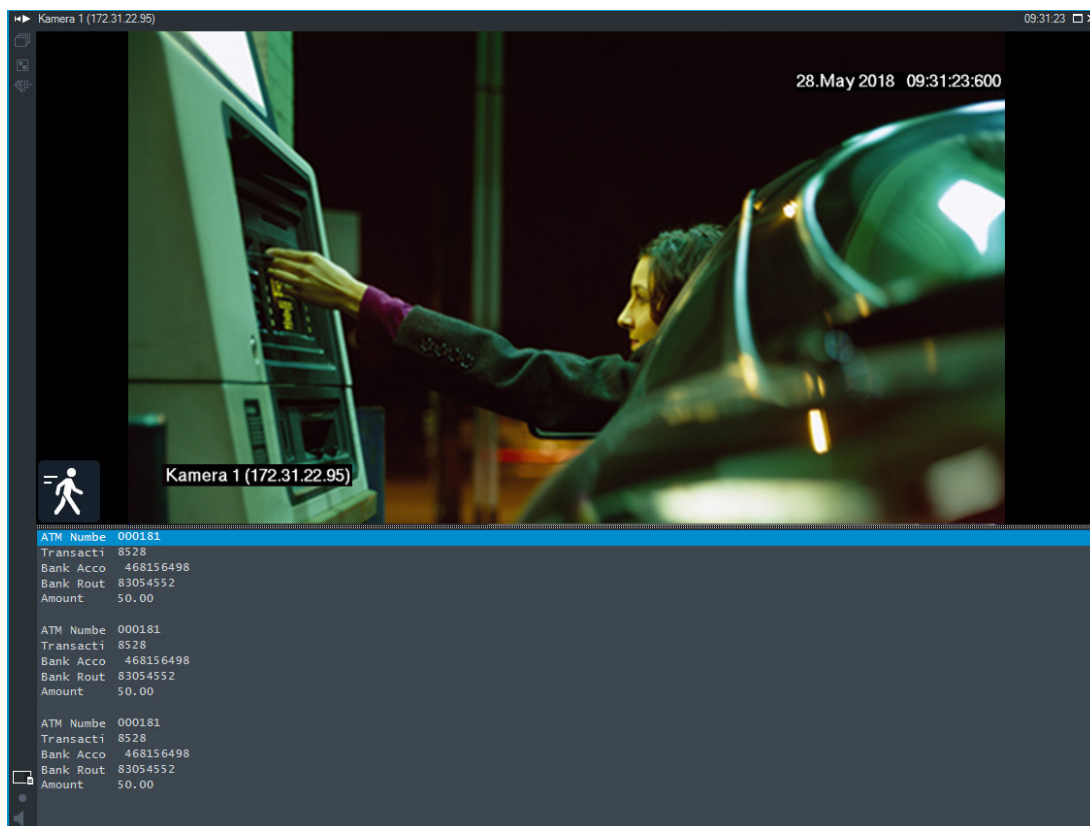 Kamera 1 (172.31.22.95)
09:31:23
28.May 2018 09:31:23:600
Kamera 1 (172.31.22.95)
ATM Numbe 000181
Transacti 8528
Bank Acco 468156498
Bank Rout 83054552
Amount 50.00
ATM Numbe 000181
Transacti 8528
Bank Acco 468156498
Bank Rout 83054552
Amount 50.00
ATM Numbe 000181
Transacti 8528
Bank Acco 468156498
Bank Rout 83054552
Amount 50.00